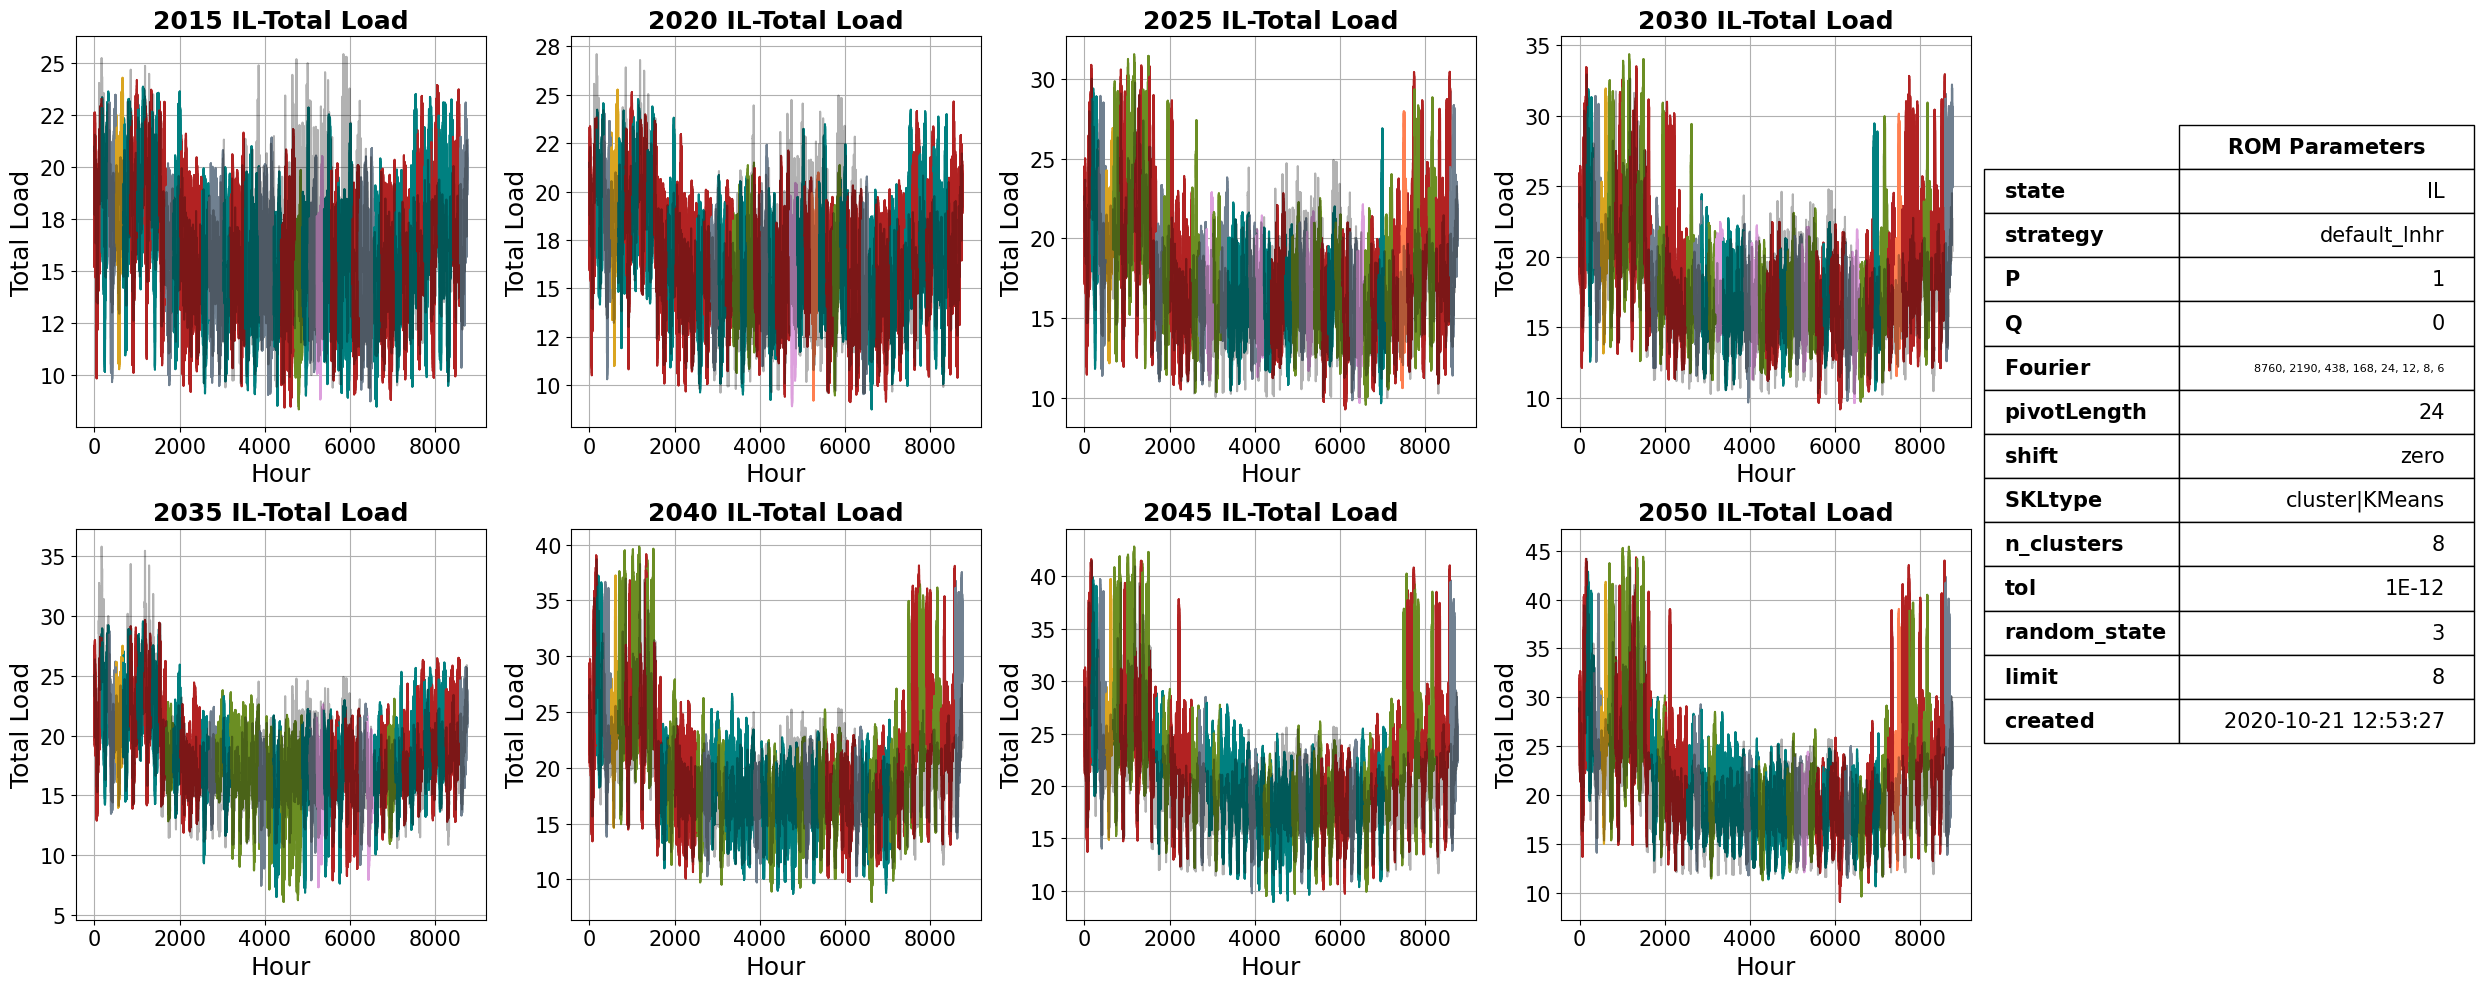 2015 IL-Total Load
25
22
20
18
15
12
10
Total Load
0 2000 4000 6000 8000
Hour
2020 IL-Total Load
28
25
22
20
18
15
12
10
Total Load
0 2000 4000 6000 8000
Hour
2025 IL-Total Load
30
25
20
15
10
Total Load
0 2000 4000 6000 8000
Hour
2030 IL-Total Load
35
30
25
20
15
10
Total Load
0 2000 4000 6000 8000
Hour
2035 IL-Total Load
35
30
25
20
15
10
5
Total Load
0 2000 4000 6000 8000
Hour
2040 IL-Total Load
40
35
30
25
20
15
10
Total Load
0 2000 4000 6000 8000
Hour
2045 IL-Total Load
40
35
30
25
20
15
10
Total Load
0 2000 4000 6000 8000
Hour
2050 IL-Total Load
45
40
35
30
25
20
15
10
Total Load
0 2000 4000 6000 8000
Hour
ROM Parameters
state IL
strategy default_lnhr
P 1
Q 0
Fourier 8760, 2190, 438, 168, 24, 12, 8, 6
pivotLength 24
shift zero
SKLtype cluster|KMeans
n_clusters 8
tol 1E-12
random_state 3
limit 8
created 2020-10-21 12:53:27